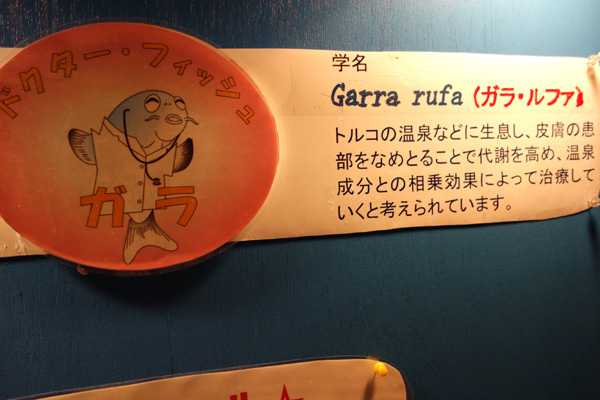 ドクター・フィッシュ
ガラ
学名
Garra rufa (ガラ・ルファ)
トルコの温泉などに生息し、皮膚の患
部をなめとることで代謝を高め、温泉
成分との相乗効果によって治療して
いくと考えられています。